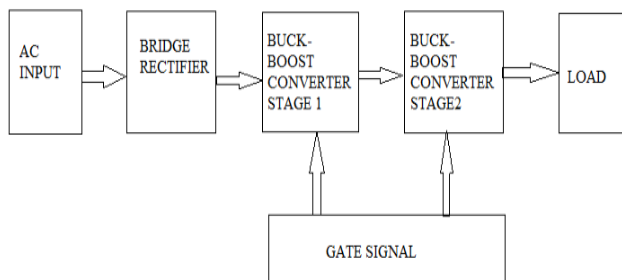 AC
INPUT
BRIDGE
RECTIFIER
BUCK-
BOOST
CONVERTER
STAGE 1
BUCK-
BOOST
CONVERTER
STAGE2
LOAD
GATE SIGNAL